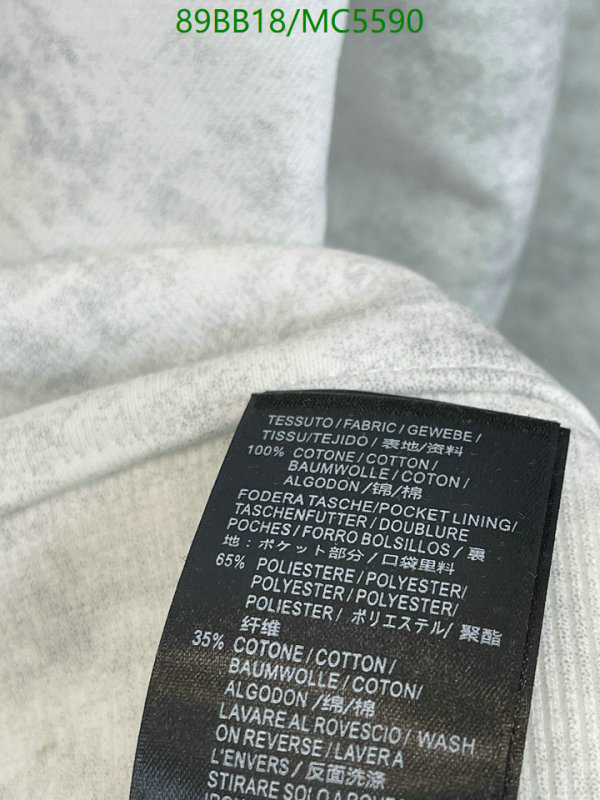 89BB18/MC5590
TESSUTO/FABRIC/GEWEBE/
TISSU/TEJIDO/表地/资料
100% COTONE/COTTON/
BAUMWOLLE/COTON/
ALGODON/锦/棉
FODERA TASCHE/POCKET LINING/
TASCHENFUTTER/DOUBLURE
POCHES/FORRO BOLSILLOS/裏
地:ポケット部分/口袋里料
65% POLIESTERE/POLYESTER/
POLYESTER/POLYESTER/
POLIESTER/ ポリエステル/ 聚酯
纤维
35% COTONE/COTTON/
BAUMWOLLE/COTON/
ALGODON/绵/棉
LAVARE AL ROVESCIO/WASH
ON REVERSE/LAVER A
L'ENVERS/反面洗涤
STIRARE SOLO A